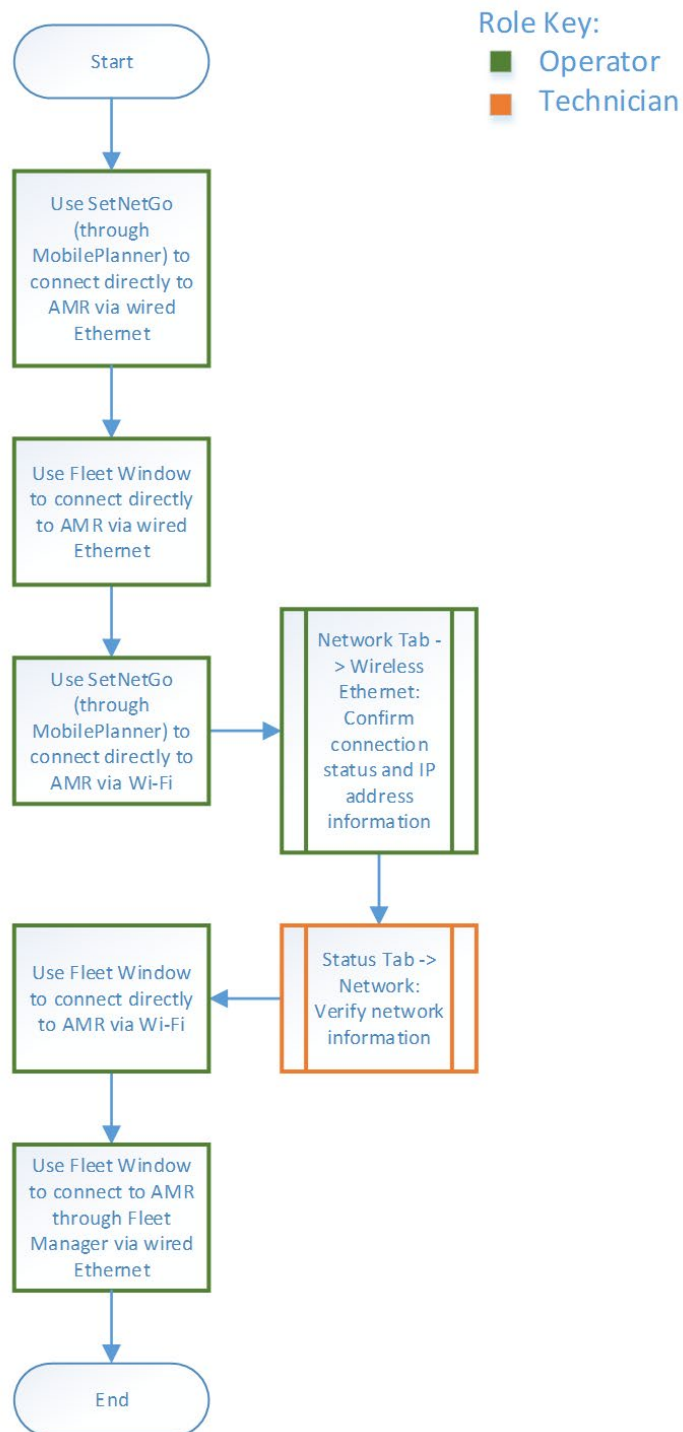 Role Key:
Operator
Technician
Start
Use SetNetGo
(through
MobilePlanner) to
connect directly to
AMR via wired
Ethernet
Use Fleet Window
to connect directly
to AMR via wired
Ethernet
Use SetNetGo
(through
MobilePlanner) to
connect directly to
AMR via Wi-Fi
Network Tab -
> Wireless
Ethernet:
Confirm
connection
status and IP
address
information
Status Tab ->
Network:
Verify network
information
Use Fleet Window
to connect directly
to AMR via Wi-Fi
Use Fleet Window
to connect to AMR
through Fleet
Manager via wired
Ethernet
End